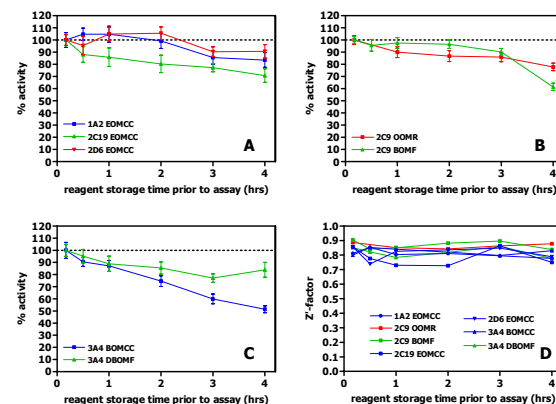 120
110
100
90
80
70
60
50
40
30
20
10
0
% activity
1A2 EOMCC
2C19 EOMCC
2D6 EOMCC
A
0 1 2 3 4
reagent storage time prior to assay (hrs)
120
110
100
90
80
70
60
50
40
30
20
10
0
% activity
2C9 OOMR
2C9 BOMF
B
0 1 2 3 4
reagent storage time prior to assay (hrs)
120
110
100
90
80
70
60
50
40
30
20
10
0
% activity
3A4 BOMCC
3A4 DBOMF
C
0 1 2 3 4
reagent storage time prior to assay (hrs)
1.0
0.9
0.8
0.7
0.6
0.5
0.4
0.3
0.2
0.1
0.0
Z'-factor
1A2 EOMCC
2C9 OOMR
2C9 BOMF
2C19 EOMCC
2D6 EOMCC
3A4 BOMCC
3A4 DBOMF
D
0 1 2 3 4
reagent storage time prior to assay (hrs)